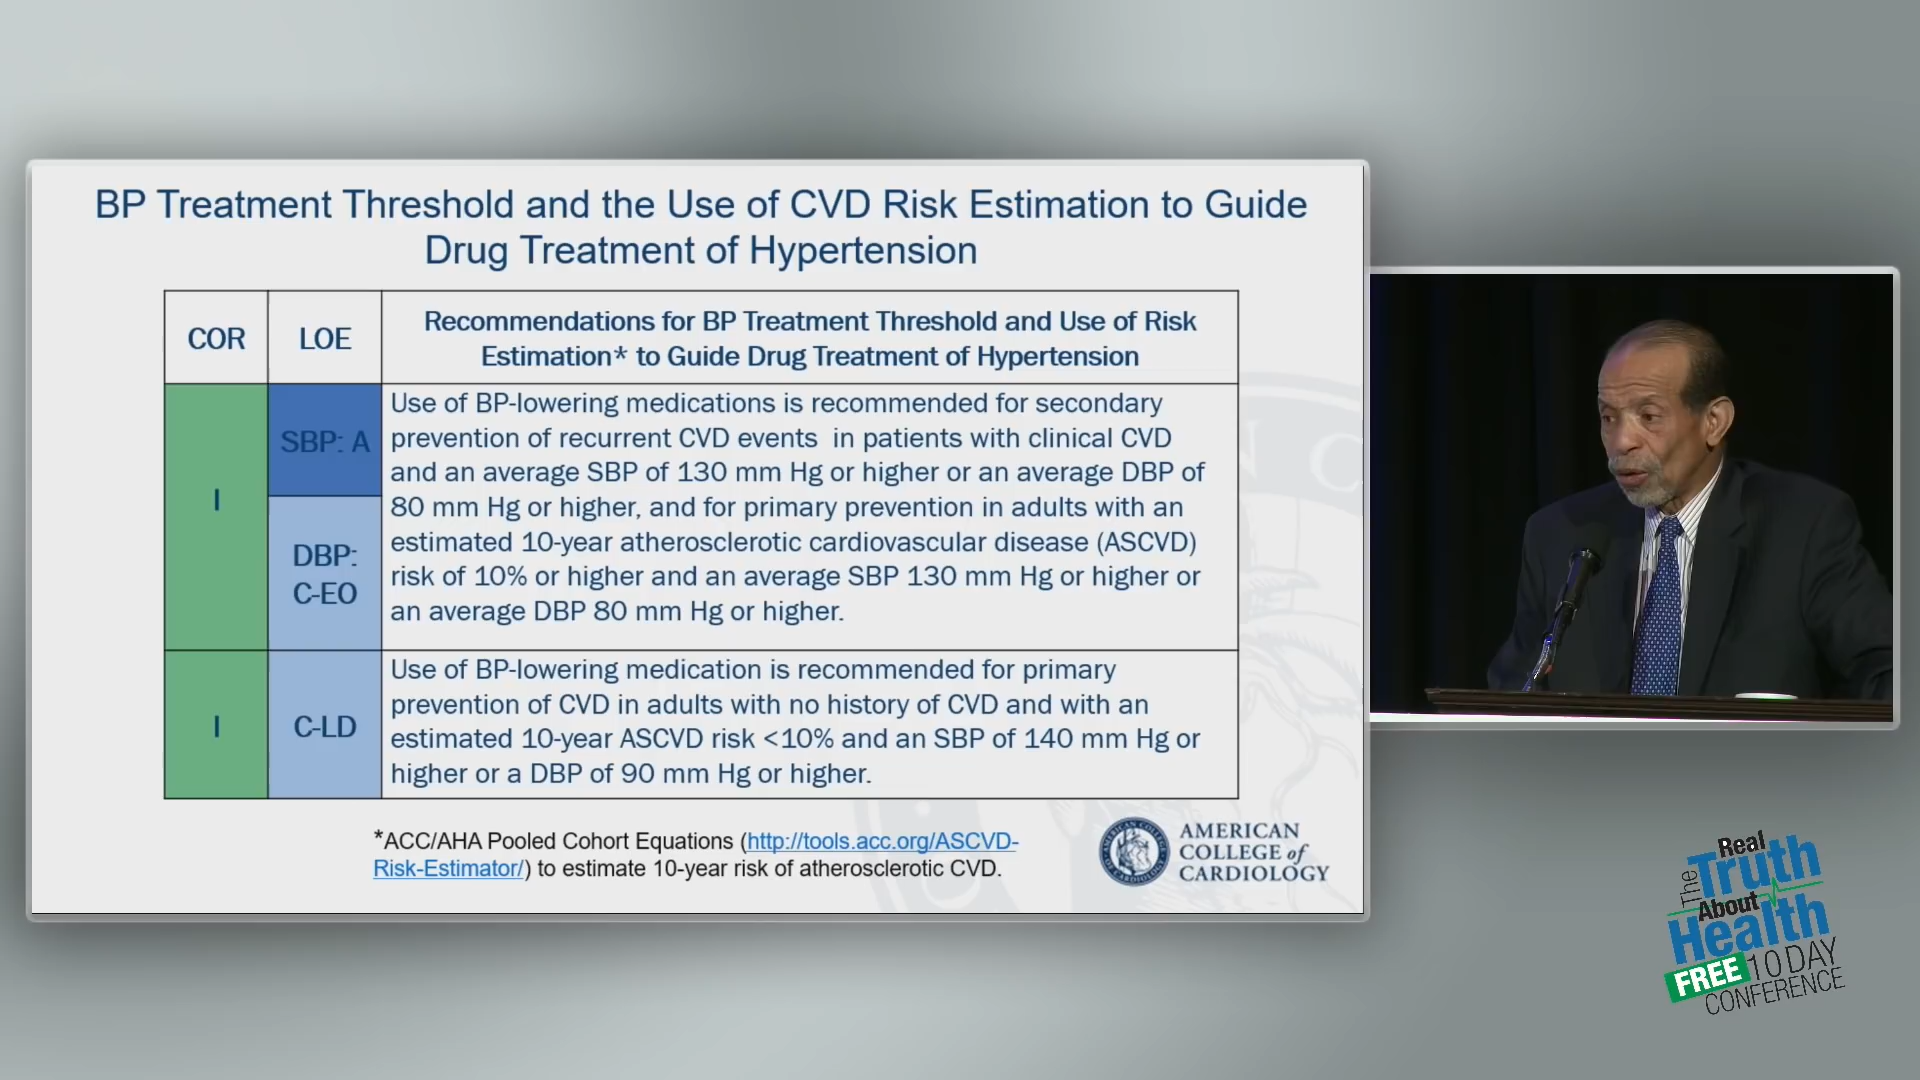 BP Treatment Threshold and the Use of CVD Risk Estimation to Guide
Drug Treatment of Hypertension
COR
LOE
Recommendations for BP Treatment Threshold and Use of Risk
Estimation* to Guide Drug Treatment of Hypertension
I
SBP: A
DBP:
C-EO
Use of BP-lowering medications is recommended for secondary
prevention of recurrent CVD events in patients with clinical CVD
and an average SBP of 130 mm Hg or higher or an average DBP of
80 mm Hg or higher, and for primary prevention in adults with an
estimated 10-year atherosclerotic cardiovascular disease (ASCVD)
risk of 10% or higher and an average SBP 130 mm Hg or higher or
an average DBP 80 mm Hg or higher.
I
C-LD
Use of BP-lowering medication is recommended for primary
prevention of CVD in adults with no history of CVD and with an
estimated 10-year ASCVD risk <10% and an SBP of 140 mm Hg or
higher or a DBP of 90 mm Hg or higher.
*ACC/AHA Pooled Cohort Equations (http://tools.acc.org/ASCVD-
Risk-Estimator/) to estimate 10-year risk of atherosclerotic CVD.
AMERICAN
COLLEGE of
CARDIOLOGY
The Real
Truth
About
Health
FREE 10 DAY
CONFERENCE